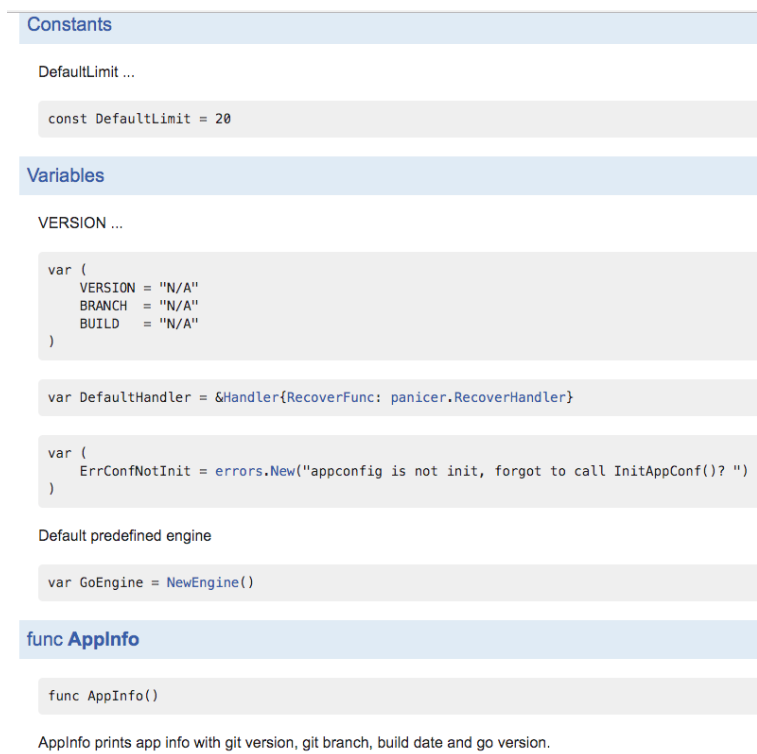 Constants
DefaultLimit ...
const DefaultLimit = 20
Variables
VERSION ...
var (
    VERSION = "N/A"
    BRANCH  = "N/A"
    BUILD   = "N/A"
)
var DefaultHandler = &Handler{RecoverFunc: panicer.RecoverHandler}
var (
    ErrConfNotInit = errors.New("appconfig is not init, forgot to call InitAppConf()? ")
)
Default predefined engine
var GoEngine = NewEngine()
func AppInfo
func AppInfo()
AppInfo prints app info with git version, git branch, build date and go version.